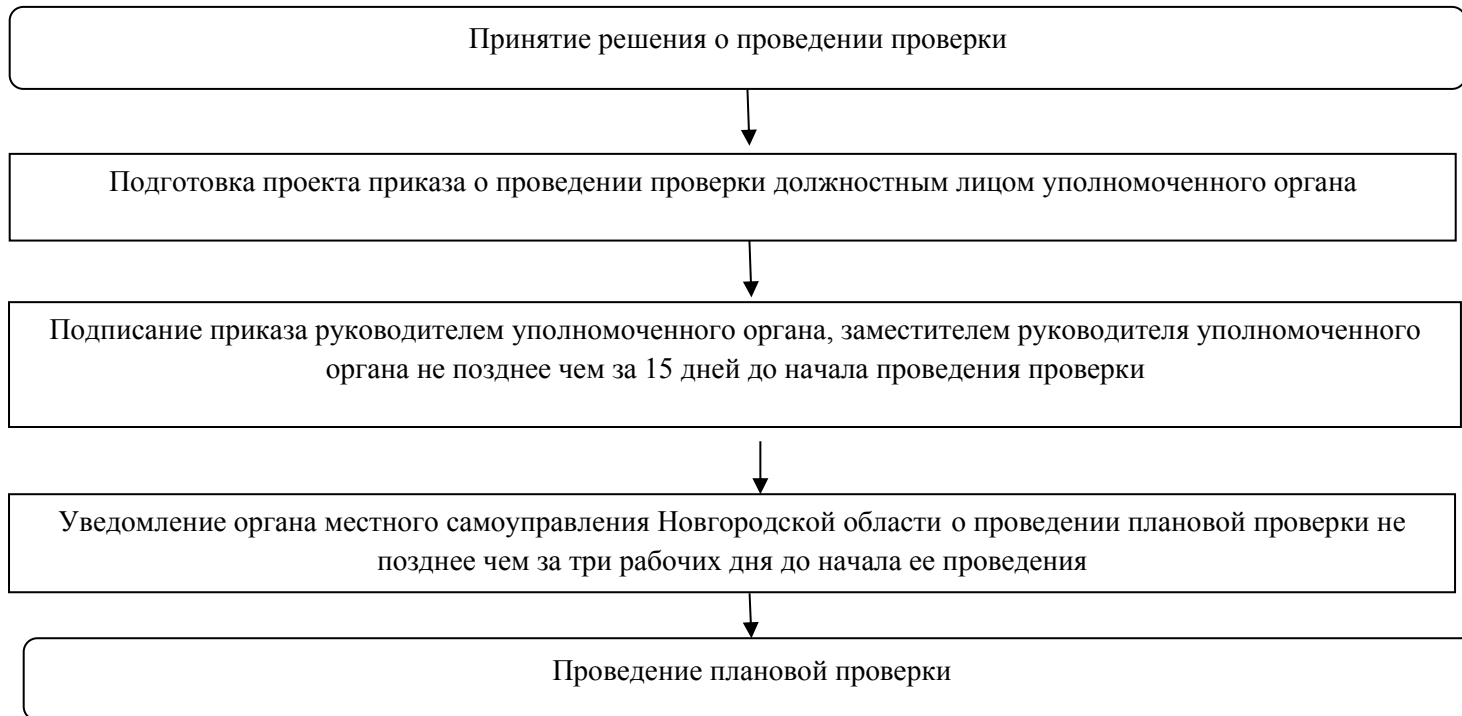 Принятие решения о проведении проверки
Подготовка проекта приказа о проведении проверки должностным лицом уполномоченного органа
Подписание приказа руководителем уполномоченного органа, заместителем руководителя уполномоченного
органа не позднее чем за 15 дней до начала проведения проверки
Уведомление органа местного самоуправления Новгородской области о проведении плановой проверки не
позднее чем за три рабочих дня до начала ее проведения
Проведение плановой проверки